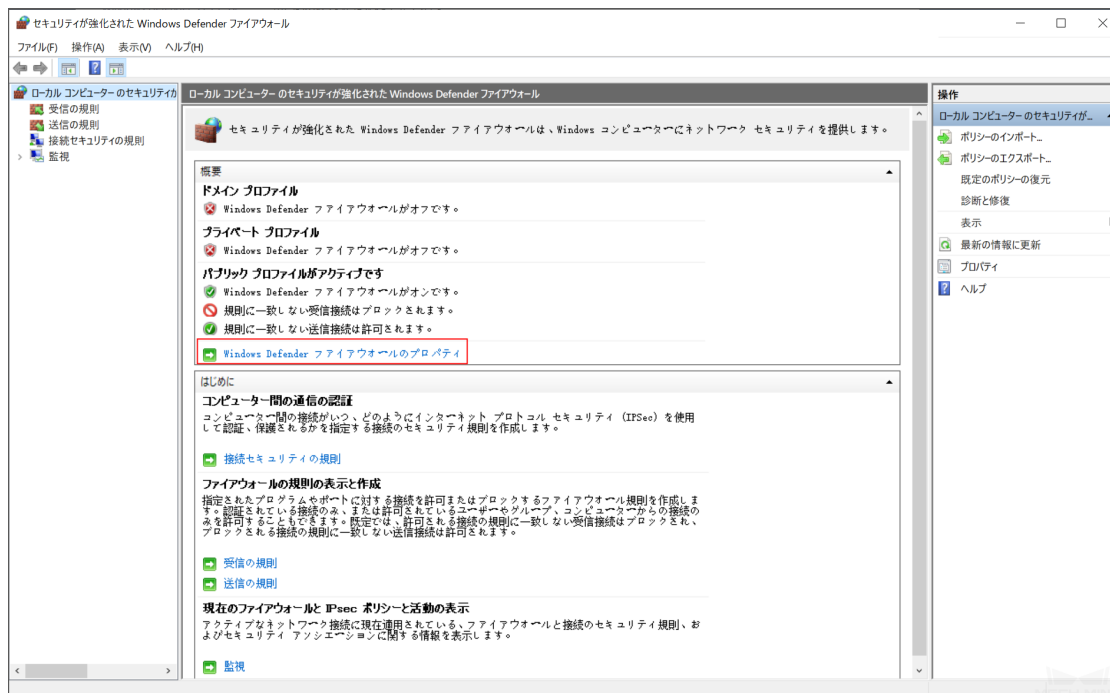 セキュリティが強化された Windows Defender ファイアウォール
ファイル(F) 操作(A) 表示(V) ヘルプ(H)
ローカル コンピューター のセキュリティが
受信の規則
送信の規則
接続セキュリティの規則
監視
ローカル コンピューター のセキュリティが強化された Windows Defender ファイアウォール
セキュリティが強化された Windows Defender ファイアウォールは、Windows コンピューターにネットワーク セキュリティを提供します。
概要
ドメイン プロファイル
Windows Defender ファイアウォールがオフです。
プライベート プロファイル
Windows Defender ファイアウォールがオフです。
パブリック プロファイルがアクティブです
Windows Defender ファイアウォールがオンです。
規則に一致しない受信接続はブロックされます。
規則に一致しない送信接続は許可されます。
Windows Defender ファイアウォールのプロパティ
はじめに
コンピューター間の通信の認証
コンピューター間の接続がいつ、どのようにインターネット プロトコル セキュリティ (IPSec) を使用
して認証、保護されるかを指定する接続のセキュリティ規則を作成します。
接続セキュリティの規則
ファイアウォールの規則の表示と作成
指定されたプログラムやポートに対する接続を許可またはブロックするファイアウォール規則を作成しま
す。認証されている接続のみ、または許可されているユーザーやグループ、コンピューターからの接続の
みを許可することもできます。既定では、許可される接続の規則に一致しない受信接続はブロックされ、
ブロックされる接続の規則に一致しない送信接続は許可されます。
受信の規則
送信の規則
現在のファイアウォールと IPsec ポリシーと活動の表示
アクティブなネットワーク接続に現在適用されている、ファイアウォールと接続のセキュリティ規則、お
よびセキュリティ アソシエーションに関する情報を表示します。
監視
操作
ローカル コンピューター のセキュリティが...
ポリシーのインポート...
ポリシーのエクスポート...
既定のポリシーの復元
診断と修復
表示
最新の情報に更新
プロパティ
ヘルプ